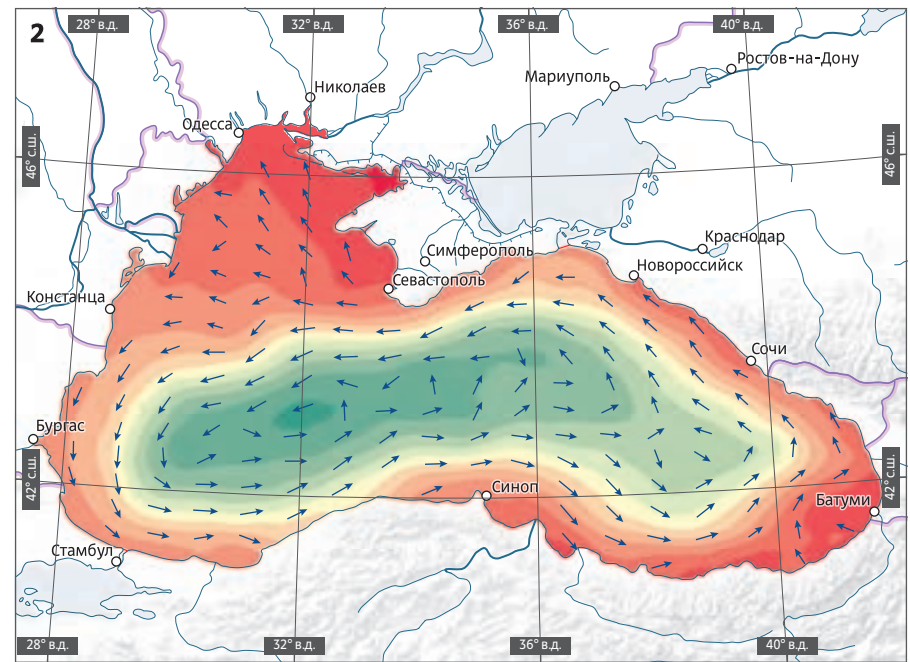 2
28° в.д.
32° в.д.
36° в.д.
40° в.д.
Ростов-на-Дону
Мариуполь
Николаев
Одесса
46° с.ш.
46° с.ш.
Краснодар
Симферополь
Новороссийск
Севастополь
Констанца
Сочи
Бургас
42° с.ш.
42° с.ш.
Синоп
Батуми
Стамбул
28° в.д.
32° в.д.
36° в.д.
40° в.д.